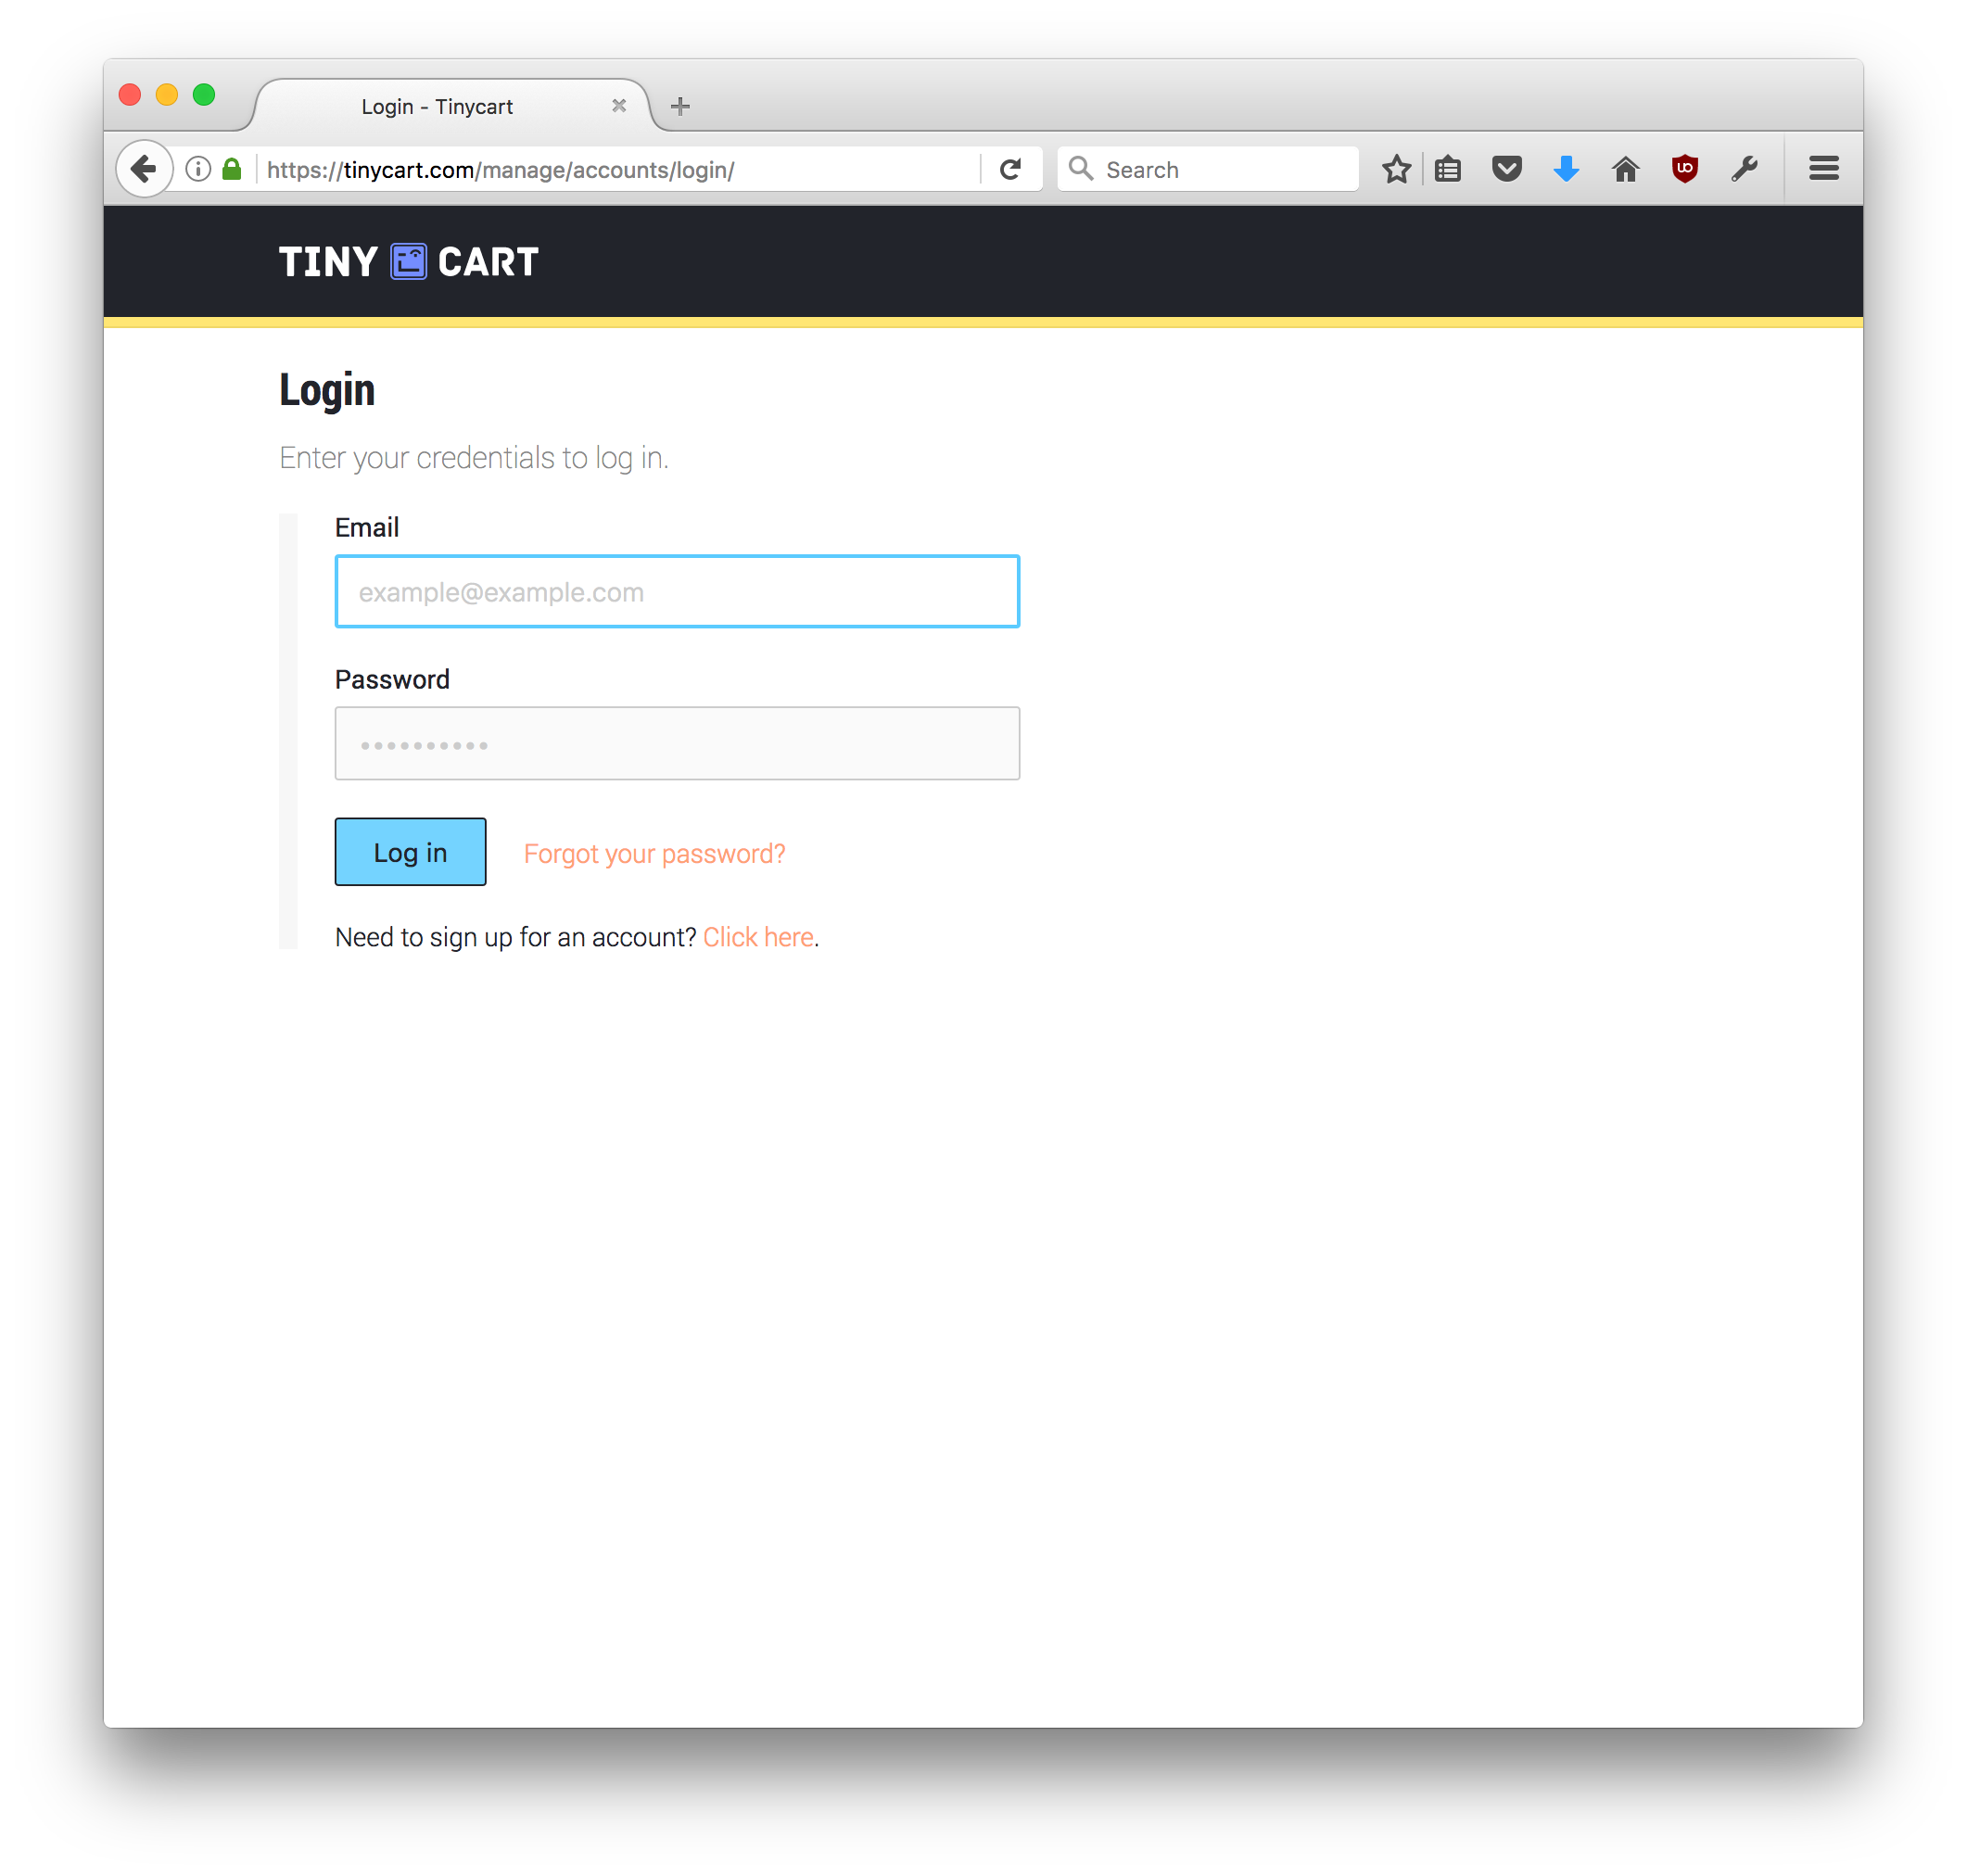 Login - Tinycart
https://tinycart.com/manage/accounts/login/
Search
TINY CART
Login
Enter your credentials to log in.
Email
example@example.com
Password
Log in
Forgot your password?
Need to sign up for an account? Click here.